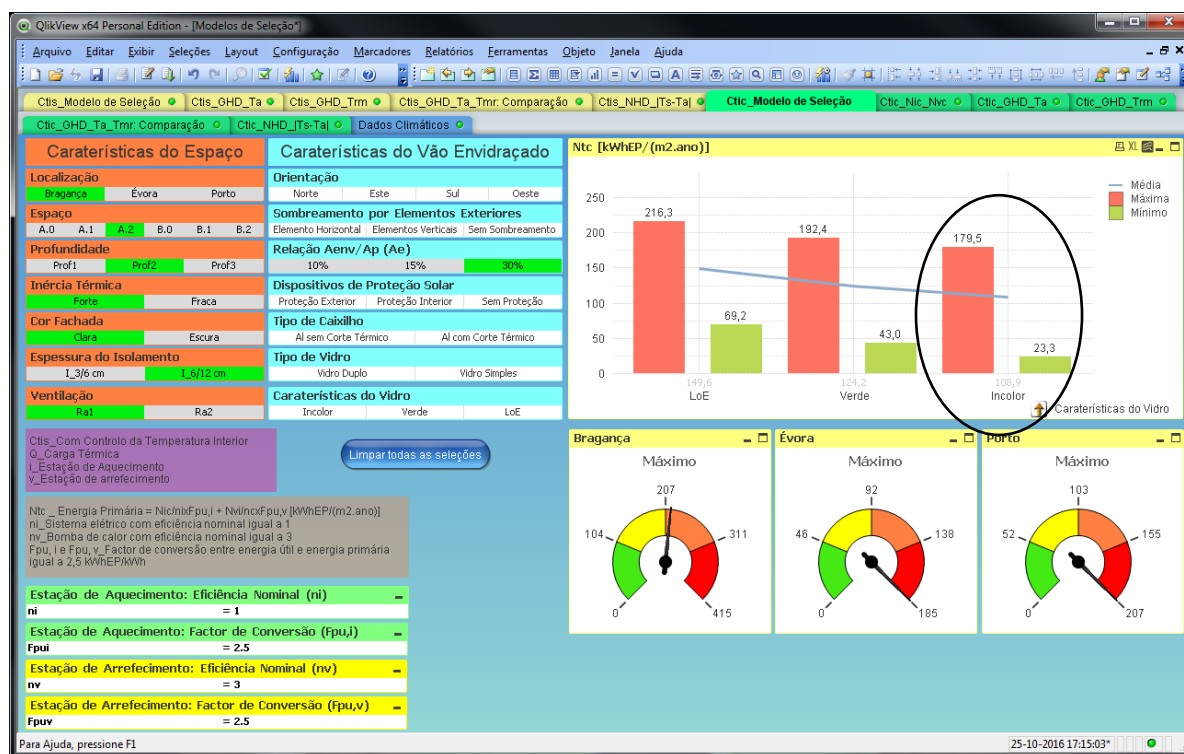 QlikView x64 Personal Edition - [Modelos de Seleção*]
Arquivo Editar Exibir Seleções Layout Configuração Marcadores Relatórios Ferramentas Objeto Janela Ajuda
Ctis_Modelo de Seleção Ctis_GHD_Ta Ctis_GHD_Trm Ctis_GHD_Ta_Tmr: Comparação Ctis_NHD_|Ts-Ta| Ctic_Modelo de Seleção Ctic_Nic_Nvc Ctic_GHD_Ta Ctic_GHD_Trm
Ctic_GHD_Ta_Tmr: Comparação Ctic_NHD_|Ts-Ta| Dados Climáticos
Caraterísticas do Espaço
Localização
Bragança Évora Porto
Espaço
A.0 A.1 A.2 B.0 B.1 B.2
Profundidade
Prof1 Prof2 Prof3
Inércia Térmica
Forte Fraca
Cor Fachada
Clara Escura
Espessura do Isolamento
I_3/6 cm I_6/12 cm
Ventilação
Ra1 Ra2
Caraterísticas do Vão Envidraçado
Orientação
Norte Este Sul Oeste
Sombreamento por Elementos Exteriores
Elemento Horizontal Elementos Verticais Sem Sombreamento
Relação Aenv/Ap (Ae)
10% 15% 30%
Dispositivos de Proteção Solar
Proteção Exterior Proteção Interior Sem Proteção
Tipo de Caixilho
Al sem Corte Térmico Al com Corte Térmico
Tipo de Vidro
Vidro Duplo Vidro Simples
Caraterísticas do Vidro
Incolor Verde LoE
Ntc [kWhEP/(m2.ano)]
XL
Média
Máxima
Mínimo
250
200
150
100
50
0
216,3
69,2
192,4
43,0
179,5
23,3
149,6 124,2 108,9
LoE Verde Incolor
Caraterísticas do Vidro
Ctis_Com Controlo da Temperatura Interior
Q_Carga Térmica
i_Estação de Aquecimento
v_Estação de arrefecimento
Limpar todas as seleções
Ntc _ Energia Primária = Nic/nixFpu,i + Nvi/ncxFpu,v [kWhEP/(m2.ano)]
ni_Sistema elétrico com eficiência nominal igual a 1
nv_Bomba de calor com eficiência nominal igual a 3
Fpu, i e Fpu, v_Factor de conversão entre energia útil e energia primária
igual a 2,5 kWhEP/kWh
Estação de Aquecimento: Eficiência Nominal (ni)
ni = 1
Estação de Aquecimento: Factor de Conversão (Fpu,i)
Fpui = 2.5
Estação de Arrefecimento: Eficiência Nominal (nv)
nv = 3
Estação de Arrefecimento: Factor de Conversão (Fpu,v)
Fpuv = 2.5
Bragança
Máximo
207
104 311
0 415
Évora
Máximo
92
46 138
0 185
Porto
Máximo
103
52 155
0 207
Para Ajuda, pressione F1
25-10-2016 17:15:03*